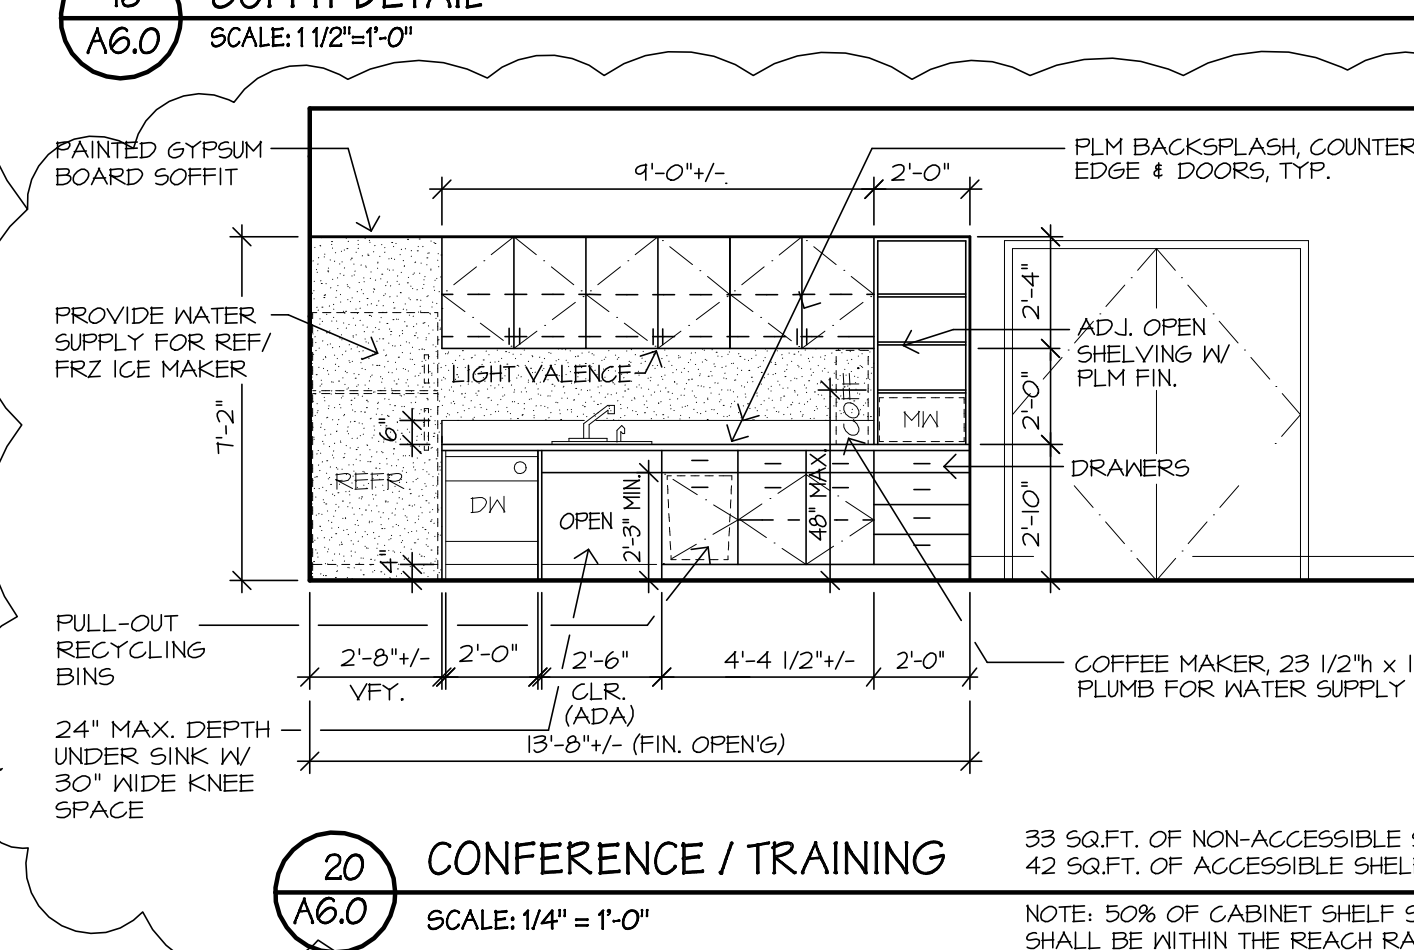 A6.0
SCALE: 1 1/2"=1'-0"
PAINTED GYPSUM
BOARD SOFFIT
9'-0"+/-
2'-0"
PLM BACKSPLASH, COUNTER
EDGE & DOORS, TYP.
PROVIDE WATER
SUPPLY FOR REF/
FRZ ICE MAKER
2'-4"
ADJ. OPEN
SHELVING W/
PLM FIN.
LIGHT VALENCE
COFF.
MW
2'-0"
7'-2"
6"
REFR
DW
OPEN
2'-3" MIN.
48" MAX.
DRAWERS
2'-10"
4"
PULL-OUT
RECYCLING
BINS
2'-8"+/-
VFY.
2'-0"
2'-6"
CLR.
(ADA)
4'-4 1/2"+/-
2'-0"
COFFEE MAKER, 23 1/2"h x
PLUMB FOR WATER SUPPLY
24" MAX. DEPTH
UNDER SINK W/
30" WIDE KNEE
SPACE
13'-8"+/- (FIN. OPEN'G)
20
A6.0
CONFERENCE / TRAINING
SCALE: 1/4" = 1'-0"
33 SQ.FT. OF NON-ACCESSIBLE
42 SQ.FT. OF ACCESSIBLE SHEL
NOTE: 50% OF CABINET SHELF
SHALL BE WITHIN THE REACH RA